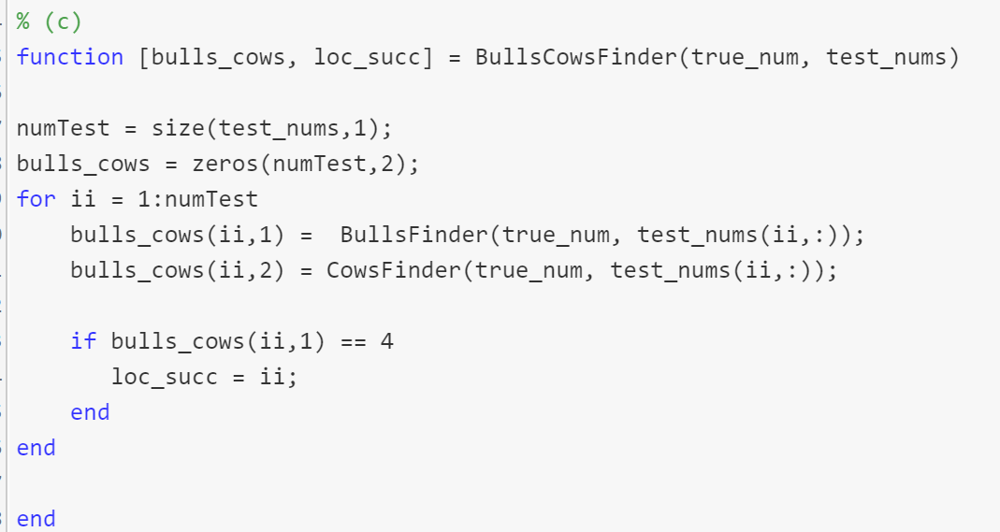 % (c)
function [bulls_cows, loc_succ] = BullsCowsFinder(true_num, test_nums)
numTest = size(test_nums,1);
bulls_cows = zeros(numTest,2);
for ii = 1:numTest
    bulls_cows(ii,1) =  BullsFinder(true_num, test_nums(ii,:));
    bulls_cows(ii,2) = CowsFinder(true_num, test_nums(ii,:));
    if bulls_cows(ii,1) == 4
       loc_succ = ii;
    end
end
end